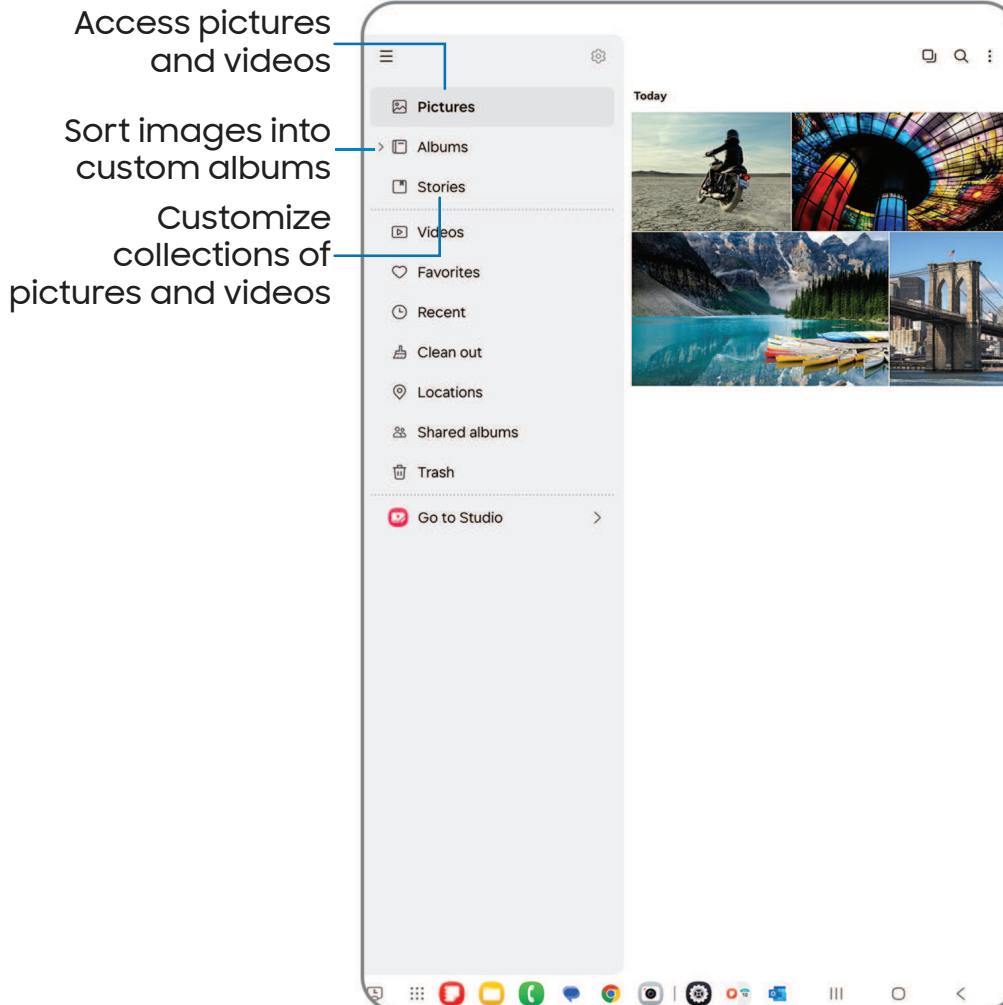 Access pictures
and videos
Sort images into
custom albums
Customize
collections of
pictures and videos
Pictures
Albums
Stories
Videos
Favorites
Recent
Clean out
Locations
Shared albums
Trash
Go to Studio
Today